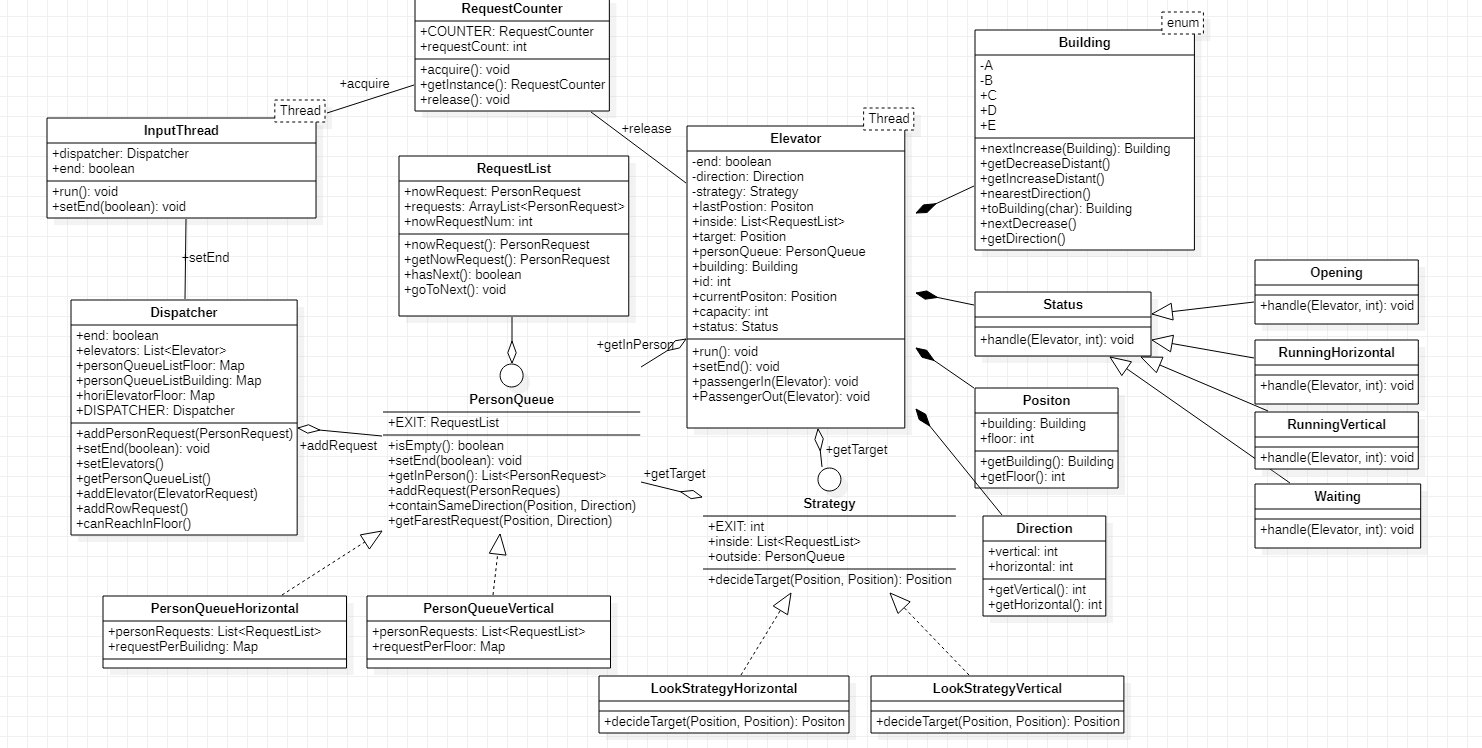 RequestCounter
+COUNTER: RequestCounter
+requestCount: int
+acquire(): void
+getInstance(): RequestCounter
+release(): void
+acquire
+release
Thread
InputThread
+dispatcher: Dispatcher
+end: boolean
+run(): void
+setEnd(boolean): void
+setEnd
RequestList
+nowRequest: PersonRequest
+requests: ArrayList<PersonRequest>
+nowRequestNum: int
+nowRequest(): PersonRequest
+getNowRequest(): PersonRequest
+hasNext(): boolean
+goToNext(): void
Thread
Elevator
-end: boolean
-direction: Direction
-strategy: Strategy
+lastPostion: Positon
+inside: List<RequestList>
+target: Position
+personQueue: PersonQueue
+building: Building
+id: int
+currentPositon: Position
+capacity: int
+status: Status
+run(): void
+setEnd(): void
+passengerIn(Elevator): void
+PassengerOut(Elevator): void
enum
Building
-A
-B
+C
+D
+E
+nextIncrease(Building): Building
+getDecreaseDistant()
+getIncreaseDistant()
+nearestDirection()
+toBuilding(char): Building
+nextDecrease()
+getDirection()
Dispatcher
+end: boolean
+elevators: List<Elevator>
+personQueueListFloor: Map
+personQueueListBuilding: Map
+horiElevatorFloor: Map
+DISPATCHER: Dispatcher
+addPersonRequest(PersonRequest)
+setEnd(boolean): void
+setElevators()
+getPersonQueueList()
+addElevator(ElevatorRequest)
+addRowRequest()
+canReachInFloor()
+addRequest
+getInPerson
PersonQueue
+EXIT: RequestList
+isEmpty(): boolean
+setEnd(boolean): void
+getInPerson(): List<PersonRequest>
+addRequest(PersonReques)
+containSameDirection(Position, Direction)
+getFarestRequest(Position, Direction)
+getTarget
+getTarget
Strategy
+EXIT: int
+inside: List<RequestList>
+outside: PersonQueue
+decideTarget(Position, Position): Position
Status
+handle(Elevator, int): void
Opening
+handle(Elevator, int): void
RunningHorizontal
+handle(Elevator, int): void
RunningVertical
+handle(Elevator, int): void
Waiting
+handle(Elevator, int): void
Positon
+building: Building
+floor: int
+getBuilding(): Building
+getFloor(): int
Direction
+vertical: int
+horizontal: int
+getVertical(): int
+getHorizontal(): int
PersonQueueHorizontal
+personRequests: List<RequestList>
+requestPerBuilidng: Map
PersonQueueVertical
+personRequests: List<RequestList>
+requestPerFloor: Map
LookStrategyHorizontal
+decideTarget(Position, Position): Positon
LookStrategyVertical
+decideTarget(Position, Position): Positon